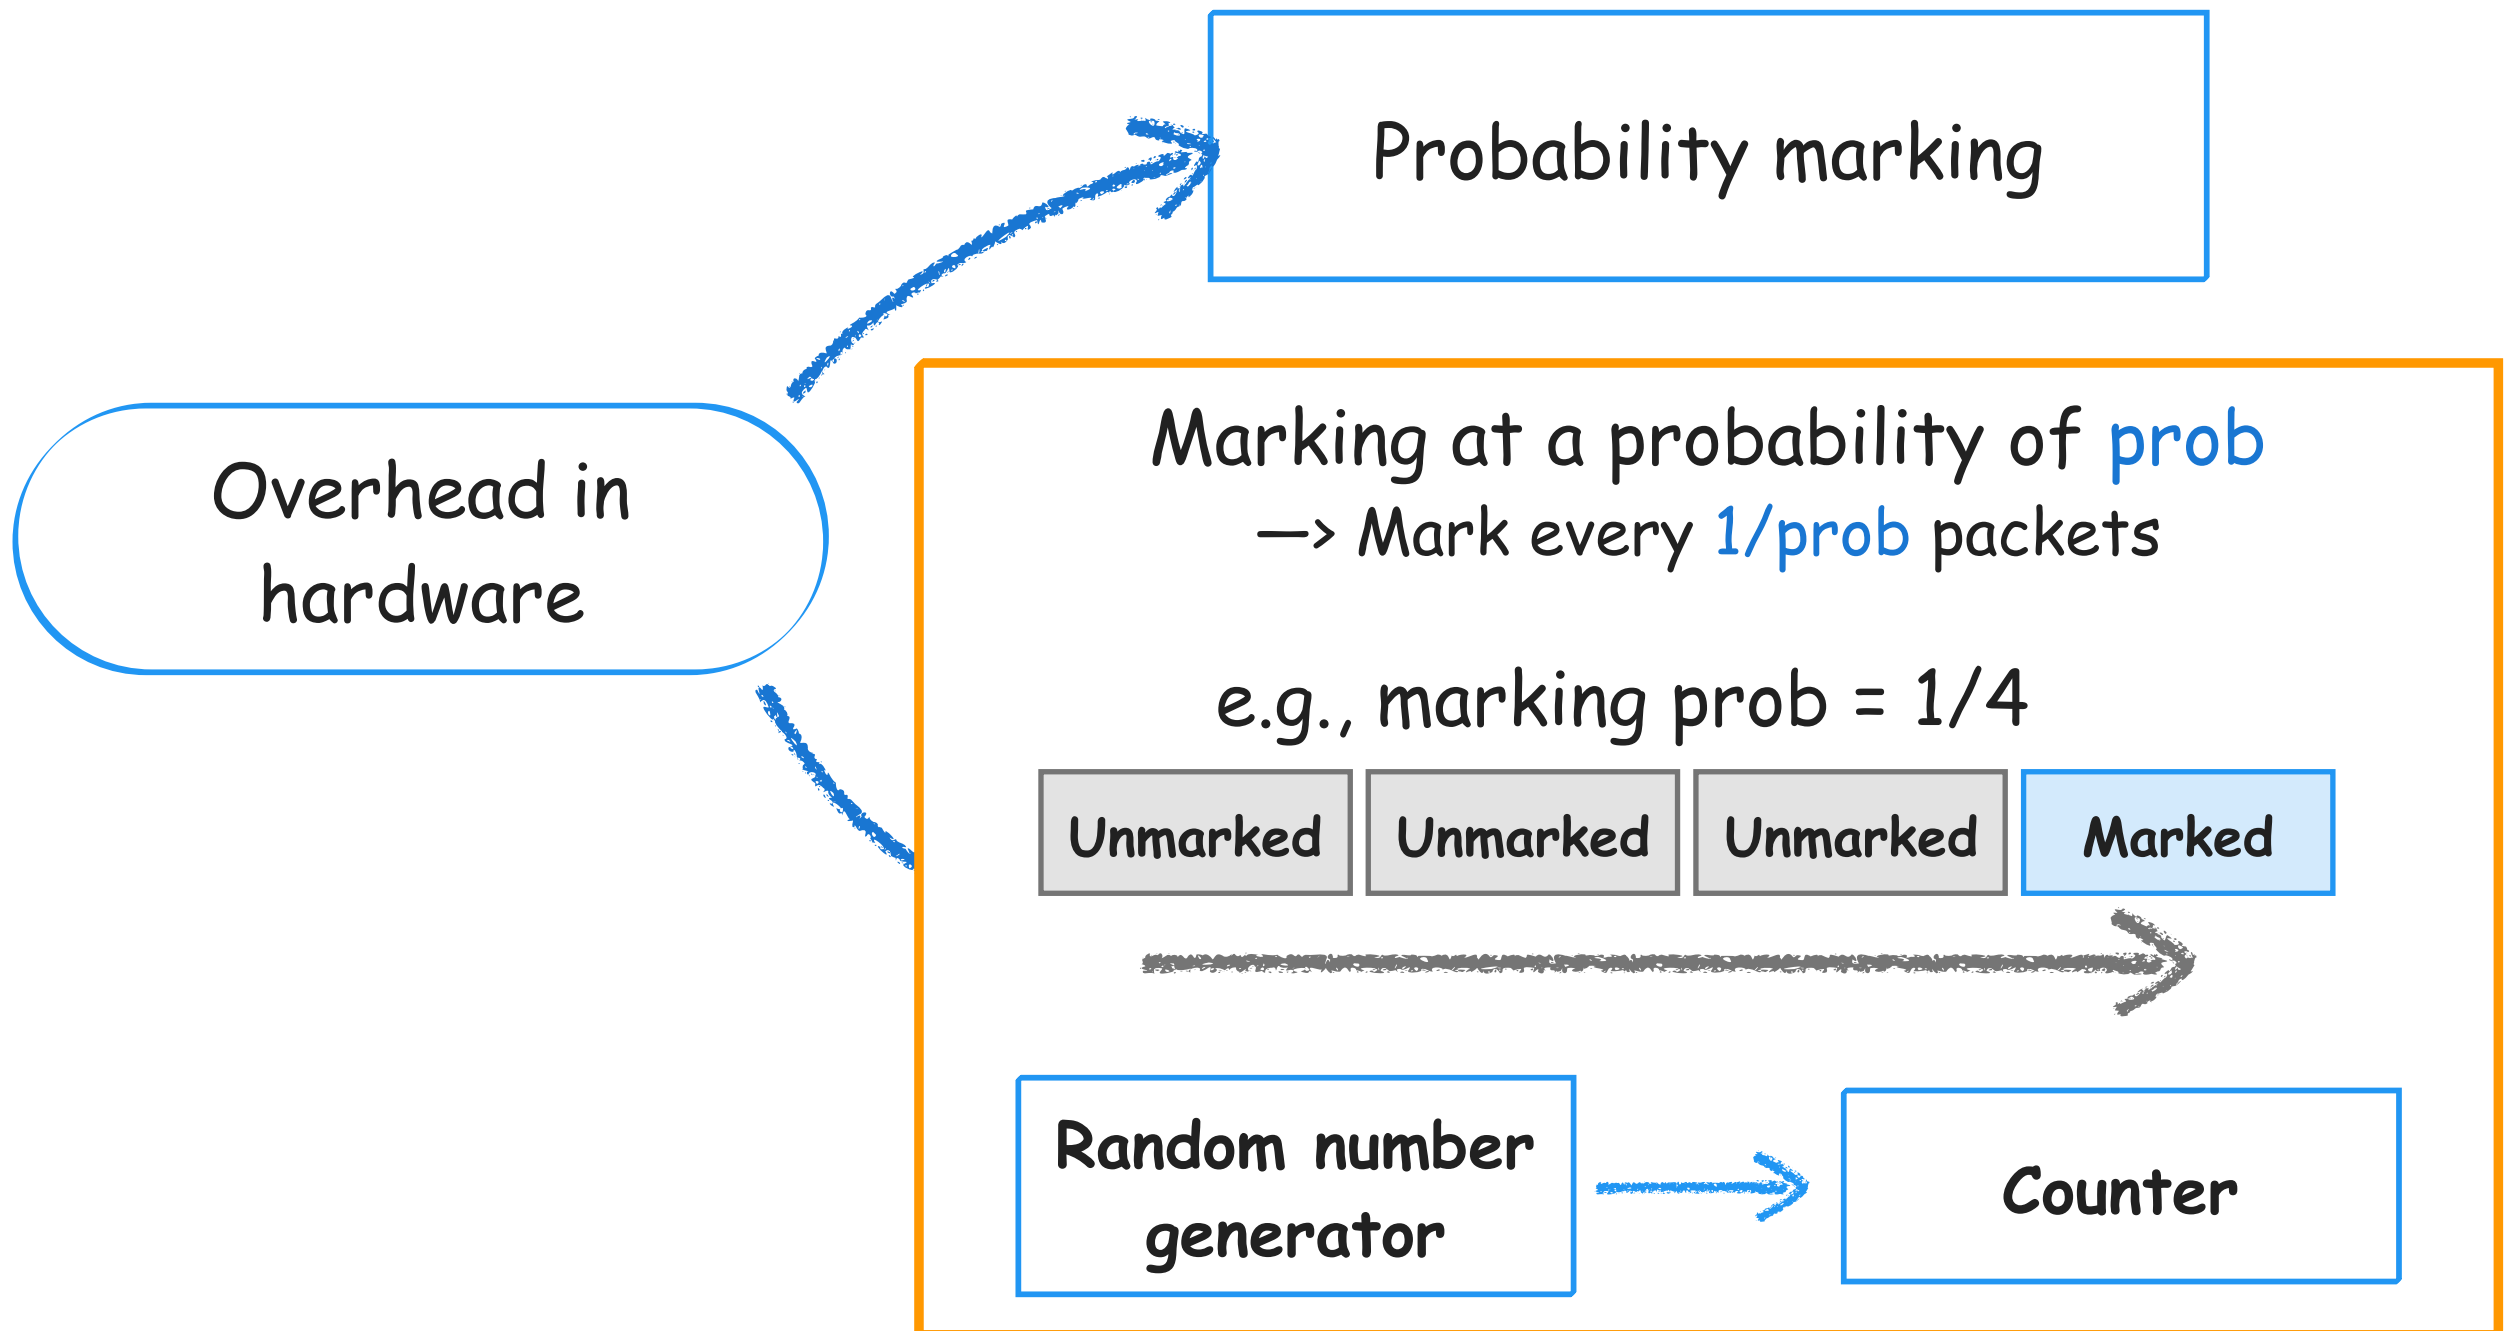 Probability marking
Overhead in
hardware
Marking at a probability of prob
-> Mark every 1/prob packets
e.g., marking prob = 1/4
Unmarked Unmarked Unmarked Marked
Random number
generator
Counter